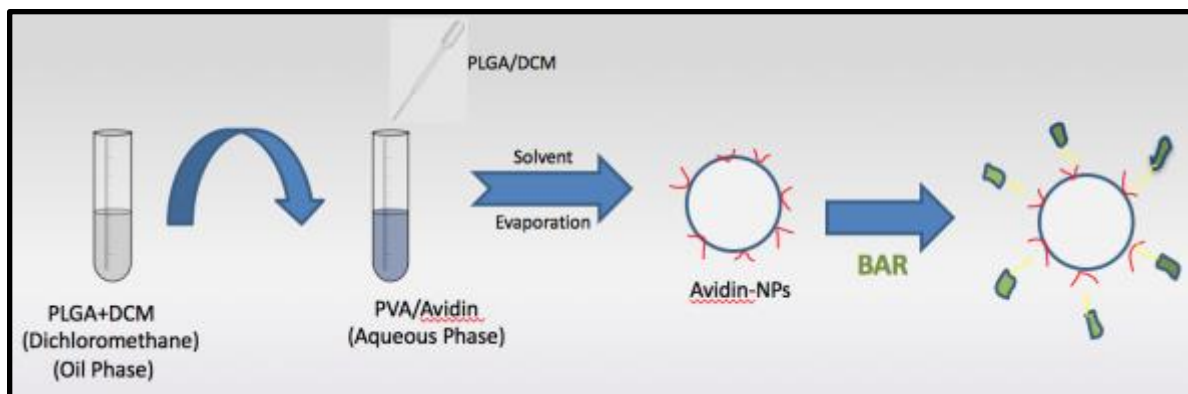 PLGA/DCM
Solvent
Evaporation
BAR
Avidin-NPs
PLGA+DCM
(Dichloromethane)
(Oil Phase)
PVA/Avidin
(Aqueous Phase)